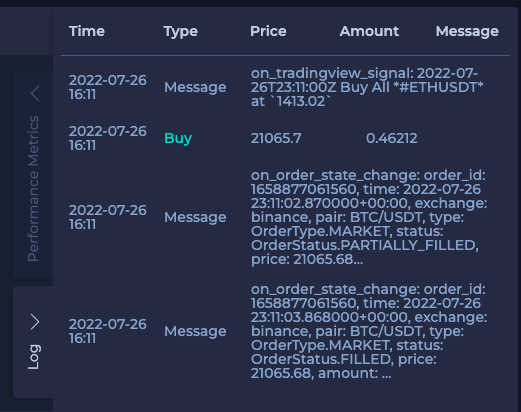 Time Type Price Amount Message
2022-07-26
16:11
Message
on_tradingview_signal: 2022-07-
26T23:11:00Z Buy All *#ETHUSDT*
at `1413.02`
2022-07-26
16:11
Buy 21065.7 0.46212
2022-07-26
16:11
Message
on_order_state_change: order_id:
1658877061560, time: 2022-07-26
23:11:02.870000+00:00, exchange:
binance, pair: BTC/USDT, type:
OrderType.MARKET, status:
OrderStatus.PARTIALLY_FILLED,
price: 21065.68...
2022-07-26
16:11
Message
on_order_state_change: order_id:
1658877061560, time: 2022-07-26
23:11:03.868000+00:00, exchange:
binance, pair: BTC/USDT, type:
OrderType.MARKET, status:
OrderStatus.FILLED, price:
21065.68, amount: ...
Performance Metrics
Log